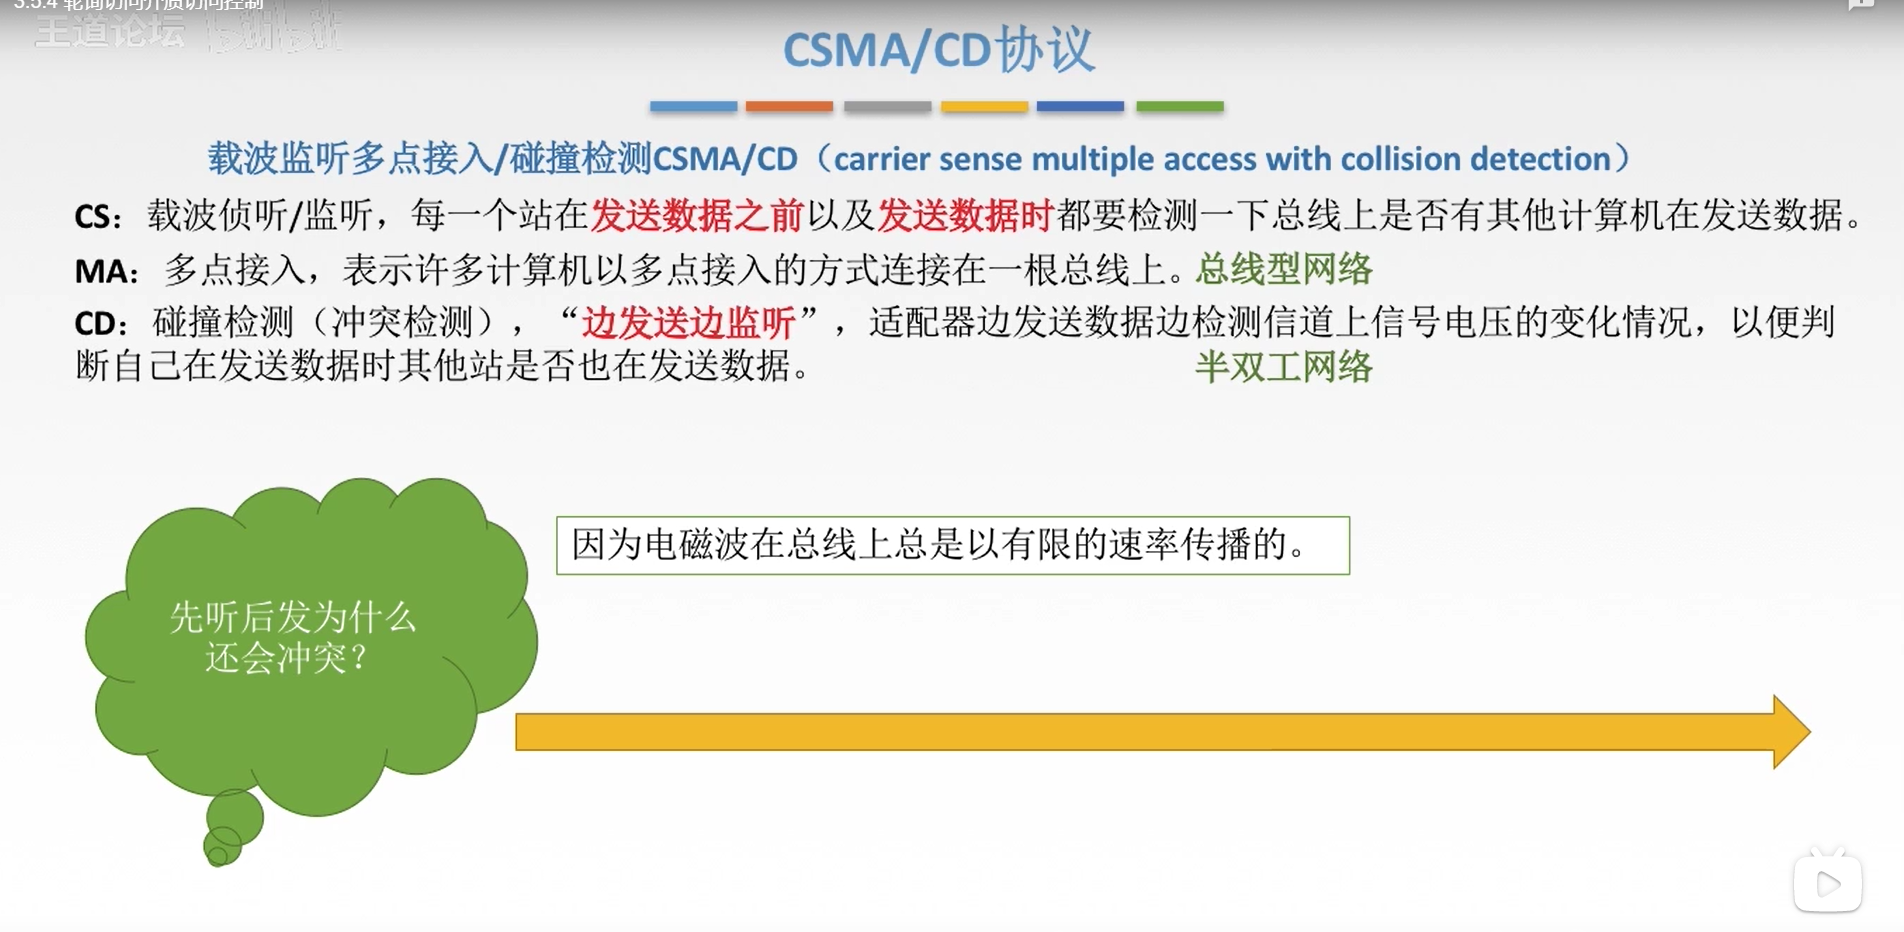 3.5.4 轮询访问介质访问控制
王道论坛 bilibili
CSMA/CD协议
载波监听多点接入/碰撞检测CSMA/CD（carrier sense multiple access with collision detection）
CS：载波侦听/监听，每一个站在发送数据之前以及发送数据时都要检测一下总线上是否有其他计算机在发送数据。
MA：多点接入，表示许多计算机以多点接入的方式连接在一根总线上。总线型网络
CD：碰撞检测（冲突检测），“边发送边监听”，适配器边发送数据边检测信道上信号电压的变化情况，以便判
断自己在发送数据时其他站是否也在发送数据。 半双工网络
因为电磁波在总线上总是以有限的速率传播的。
先听后发为什么
还会冲突？